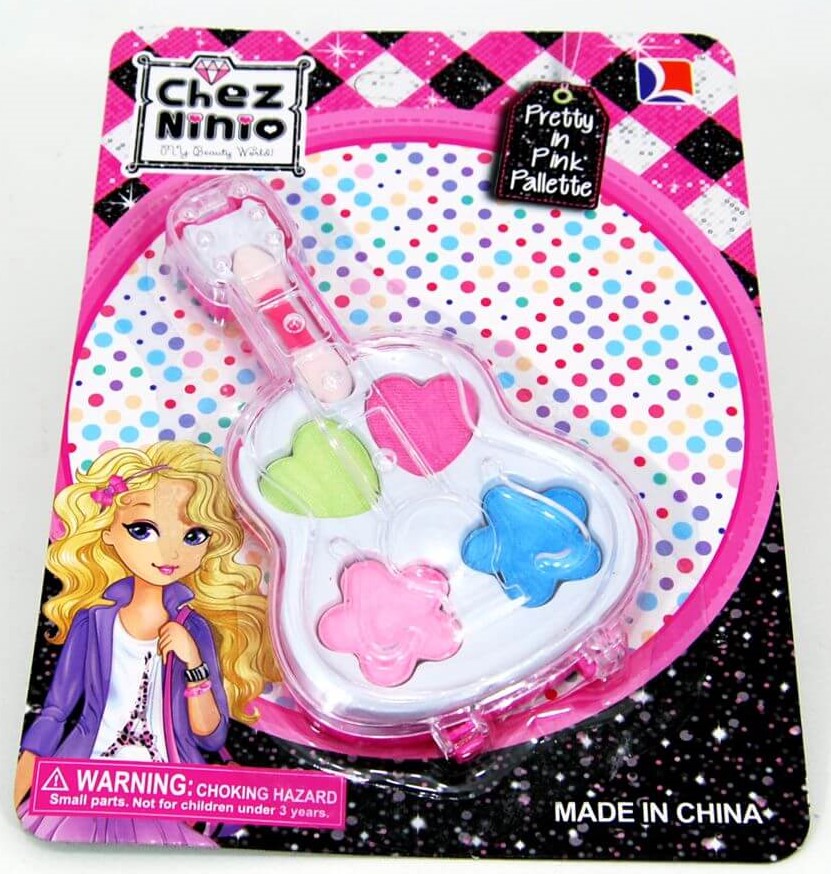 Chez
Ninio
My Beauty World!
Pretty
in
Pink
Pallette
WARNING: CHOKING HAZARD
Small parts. Not for children under 3 years.
MADE IN CHINA